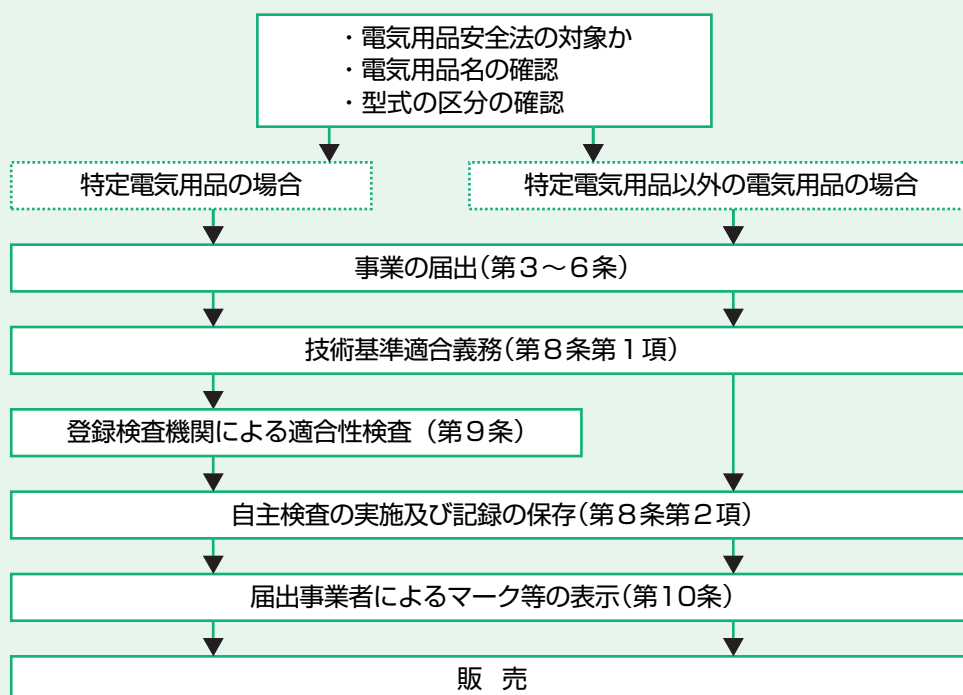 ・電気用品安全法の対象か
・電気用品名の確認
・型式の区分の確認
特定電気用品の場合
特定電気用品以外の電気用品の場合
事業の届出(第３～６条)
技術基準適合義務(第８条第１項)
登録検査機関による適合性検査（第９条）
自主検査の実施及び記録の保存(第８条第２項)
届出事業者によるマーク等の表示(第10条)
販　売